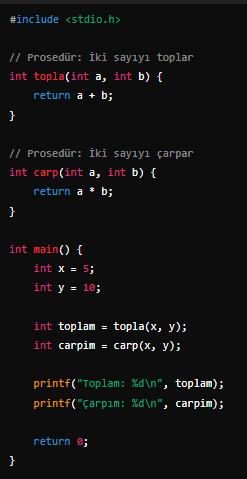 #include <stdio.h>
// Prosedür: İki sayıyı toplar
int topla(int a, int b) {
    return a + b;
}
// Prosedür: İki sayıyı çarpar
int carp(int a, int b) {
    return a * b;
}
int main() {
    int x = 5;
    int y = 10;
    int toplam = topla(x, y);
    int carpim = carp(x, y);
    printf("Toplam: %d\n", toplam);
    printf("Çarpım: %d\n", carpim);
    return 0;
}